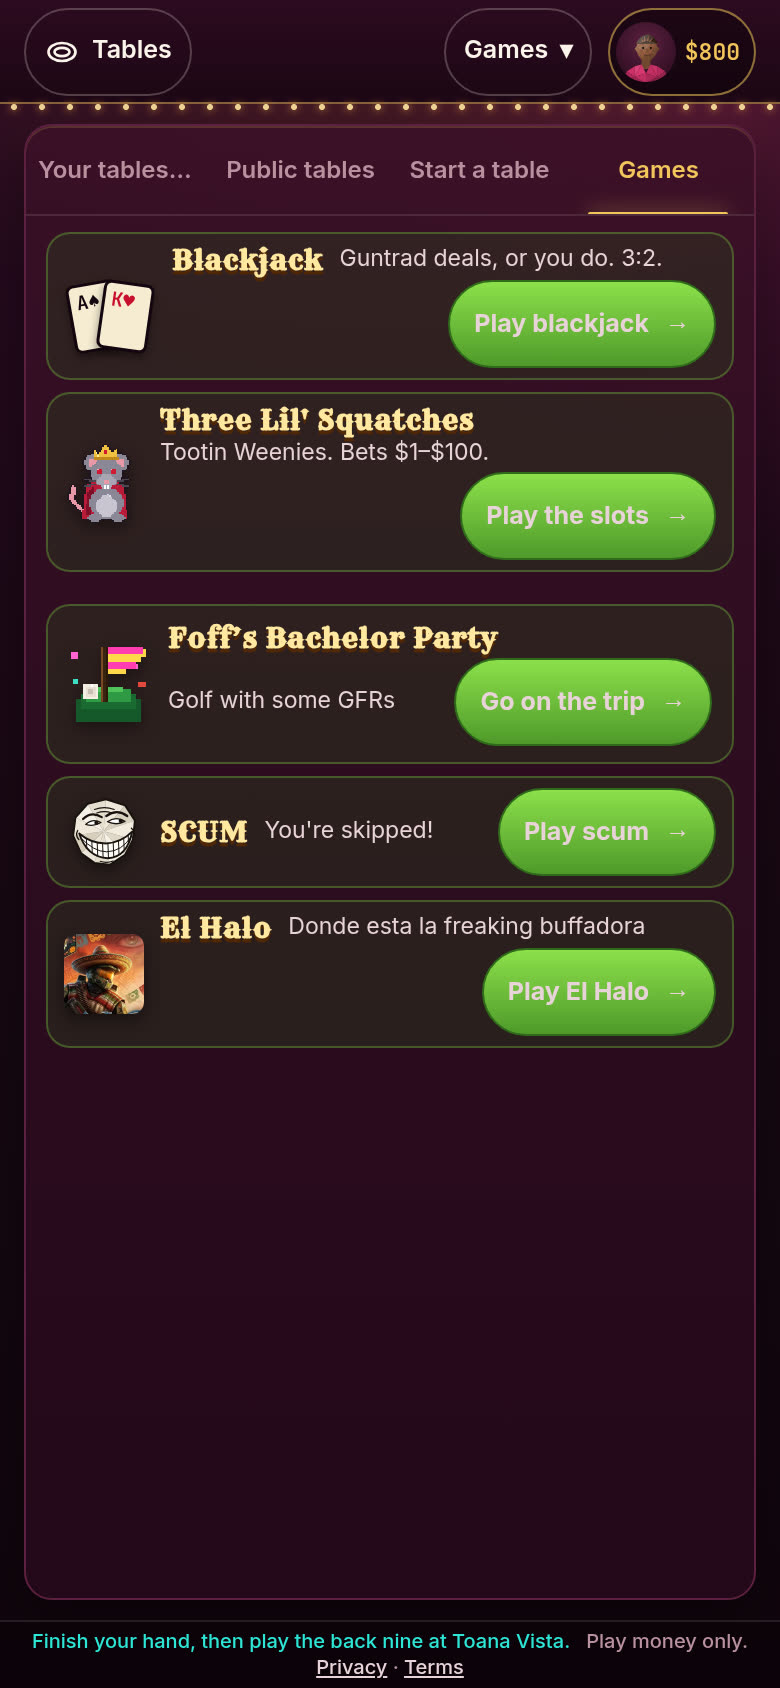 Tables
Games ▼
$800
Your tables...
Public tables
Start a table
Games
Blackjack Guntrad deals, or you do. 3:2.
A♠ K♥
Play blackjack →
Three Lil' Squatches
Tootin Weenies. Bets $1–$100.
Play the slots →
Foff's Bachelor Party
Golf with some GFRs
Go on the trip →
SCUM You're skipped!
Play scum →
El Halo Donde esta la freaking buffadora
Play El Halo →
Finish your hand, then play the back nine at Toana Vista. Play money only.
Privacy · Terms